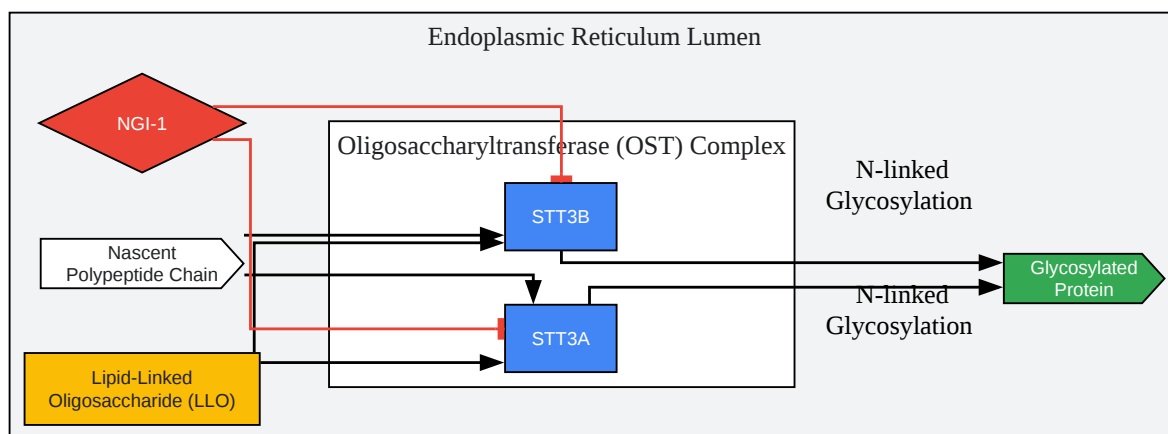 Endoplasmic Reticulum Lumen
NGI-1
Oligosaccharyltransferase (OST) Complex
STT3B
N-linked
Glycosylation
Nascent
Polypeptide Chain
Glycosylated
Protein
N-linked
Glycosylation
STT3A
Lipid-Linked
Oligosaccharide (LLO)